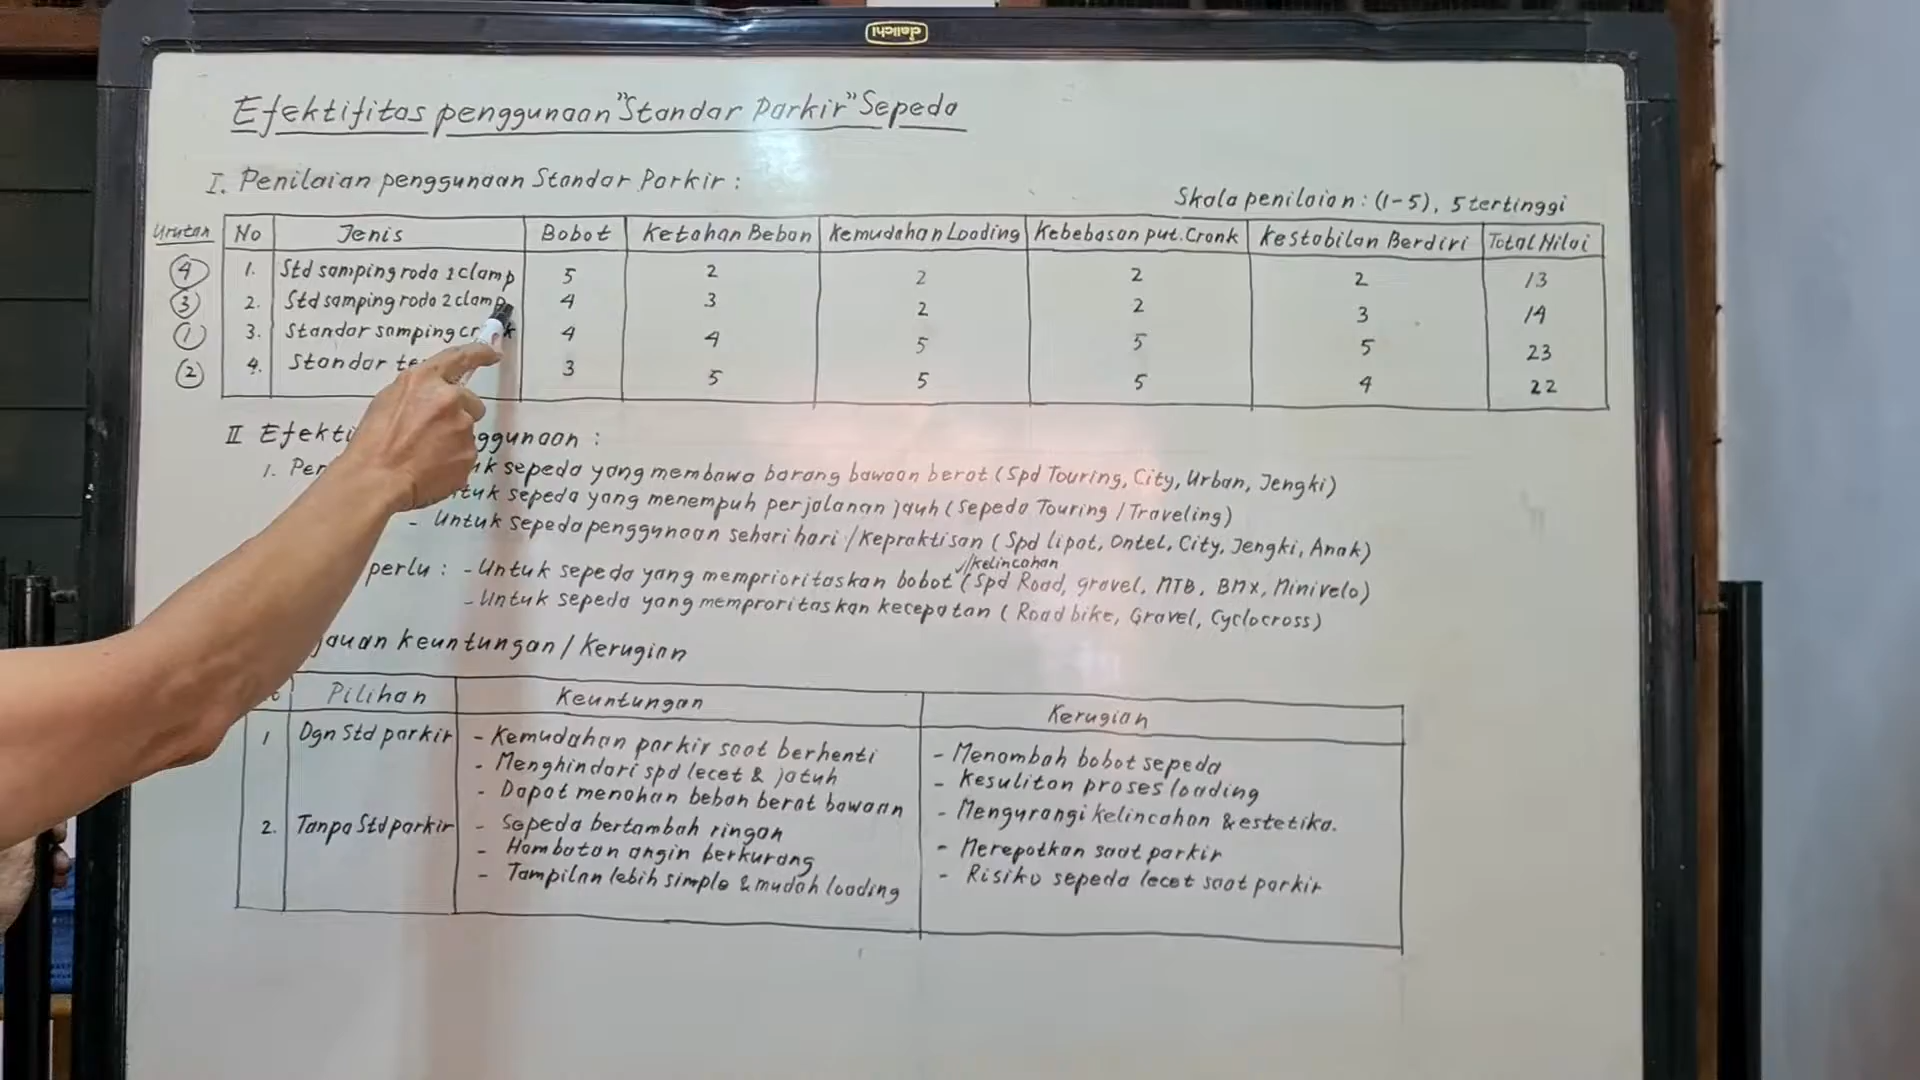 daiichi
Efektifitas penggunaan "Standar Parkir" Sepeda
I. Penilaian penggunaan Standar Parkir :
Skala penilaian : (1-5), 5 tertinggi
Urutan No Jenis Bobot Ketahan Beban Kemudahan Loading Kebebasan put. Crank Kestabilan Berdiri Total Nilai
4 1. Std samping roda 1 clamp 5 2 2 2 2 13
3 2. Std samping roda 2 clamp 4 3 2 2 3 14
1 3. Standar samping 4 4 5 5 5 23
2 4. Standar 3 5 5 5 4 22
II :
1. sepeda yang membawa barang bawaan berat (Spd Touring, City, Urban, Jengki)
sepeda yang menempuh perjalanan jauh (Sepeda Touring / Traveling)
- Untuk sepeda penggunaan sehari hari / Kepraktisan (Spd lipat, Ontel, City, Jengki, Anak)
/kelincahan
perlu : - Untuk sepeda yang memprioritaskan bobot (Spd Road, gravel, MTB, BMX, Minivelo)
- Untuk sepeda yang memproritaskan kecepatan (Road bike, Gravel, Cyclocross)
keuntungan / Kerugian
Pilihan Keuntungan Kerugian
1 Dgn Std parkir - Kemudahan parkir saat berhenti - Menambah bobot sepeda
- Menghindari spd lecet & jatuh - Kesulitan proses loading
- Dapat menahan beban berat bawaan - Mengurangi kelincahan & estetika.
2. Tanpa Std parkir - Sepeda bertambah ringan - Merepotkan saat parkir
- Hambatan angin berkurang - Risiko sepeda lecet saat parkir
- Tampilan lebih simple & mudah loading